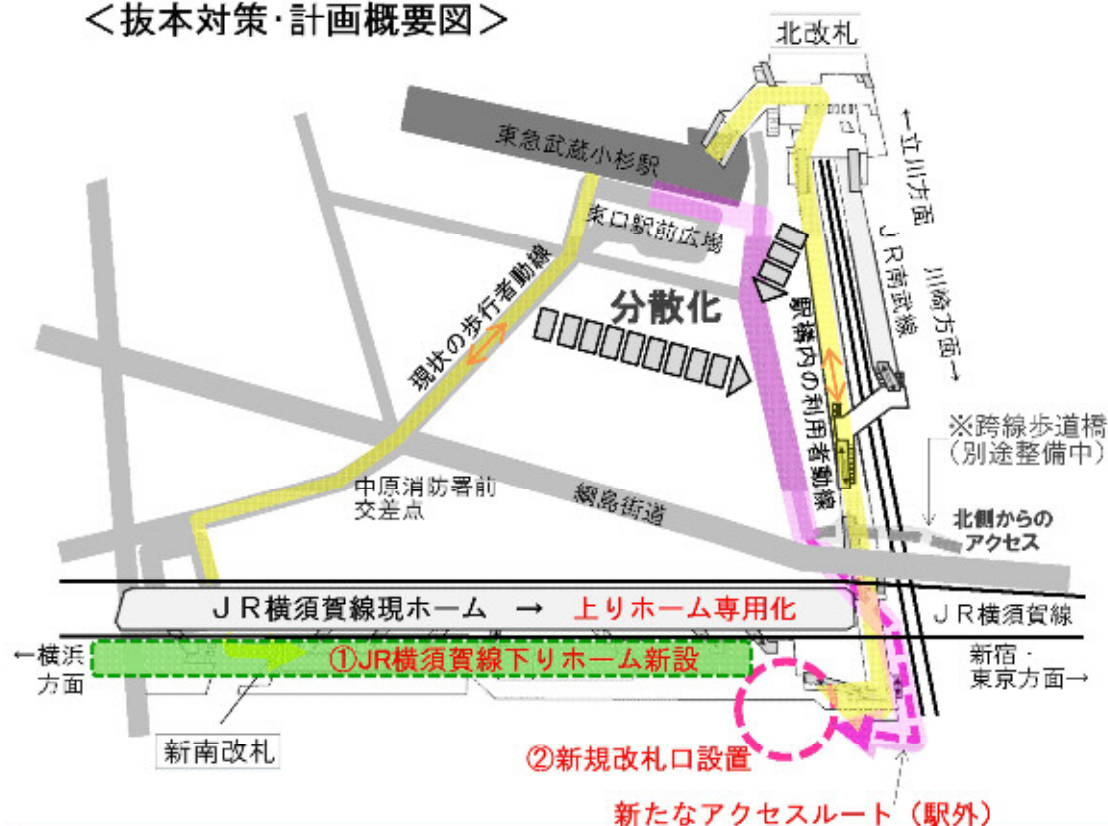 ＜抜本対策･計画概要図＞
北改札
東急武蔵小杉駅
←立川方面
東口駅前広場
ＪＲ南武線
川崎方面→
分散化
現状の歩行者動線
駅構内の利用者動線
※跨線歩道橋
（別途整備中）
中原消防署前
交差点
綱島街道
北側からの
アクセス
ＪＲ横須賀線現ホーム　→　上りホーム専用化
ＪＲ横須賀線
←横浜
方面
①JR横須賀線下りホーム新設
新宿･
東京方面→
新南改札
②新規改札口設置
新たなアクセスルート（駅外）